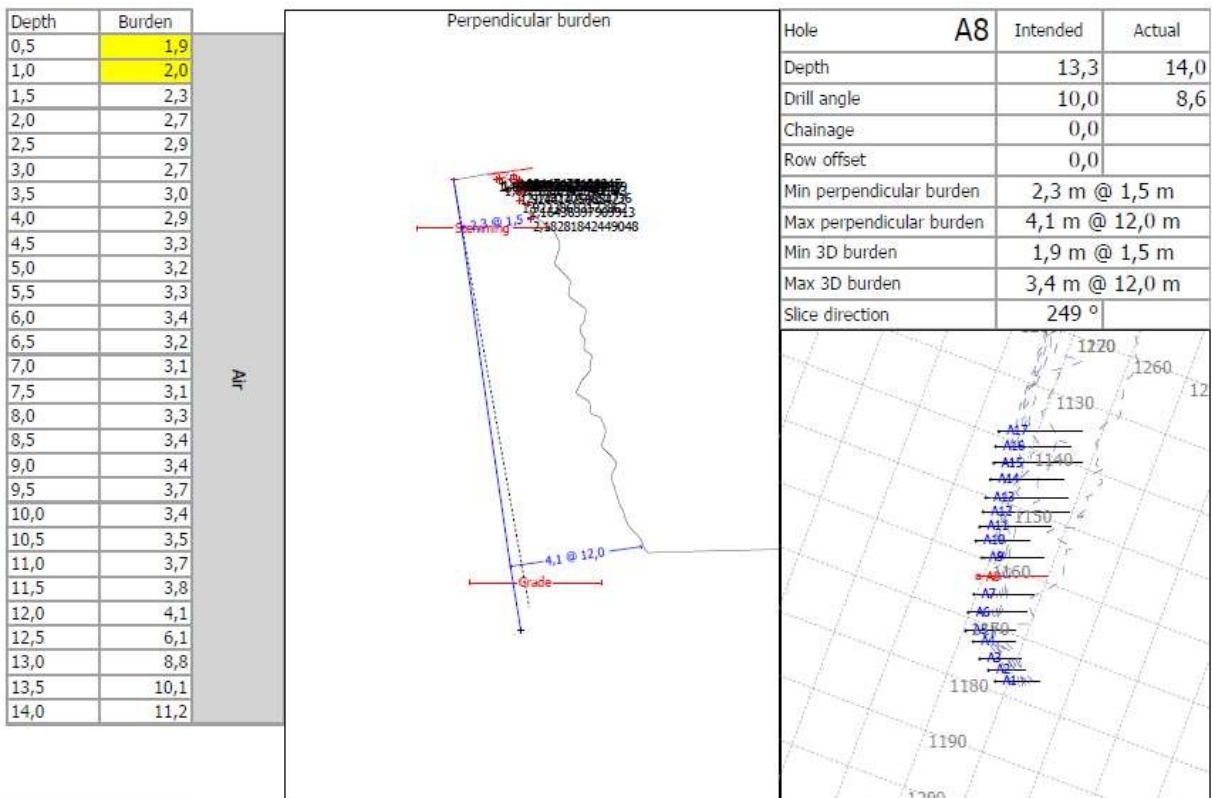 Depth Burden
0,5 1,9
1,0 2,0
1,5 2,3
2,0 2,7
2,5 2,9
3,0 2,7
3,5 3,0
4,0 2,9
4,5 3,3
5,0 3,2
5,5 3,3
6,0 3,4
6,5 3,2
7,0 3,1
7,5 3,1
8,0 3,3
8,5 3,4
9,0 3,4
9,5 3,7
10,0 3,4
10,5 3,5
11,0 3,7
11,5 3,8
12,0 4,1
12,5 6,1
13,0 8,8
13,5 10,1
14,0 11,2
Air
Perpendicular burden
2,18281842449048
2,3 @ 1,5
Stemming
4,1 @ 12,0
Grade
Hole A8 Intended Actual
Depth 13,3 14,0
Drill angle 10,0 8,6
Chainage 0,0
Row offset 0,0
Min perpendicular burden 2,3 m @ 1,5 m
Max perpendicular burden 4,1 m @ 12,0 m
Min 3D burden 1,9 m @ 1,5 m
Max 3D burden 3,4 m @ 12,0 m
Slice direction 249 º
1260
12
1130
A17
A16
A15 1140
A14
A13
A12 1150
A11
A10
A9
A8 1160
A7
A6
A5
A4
A3
A2
A1
1180
1190